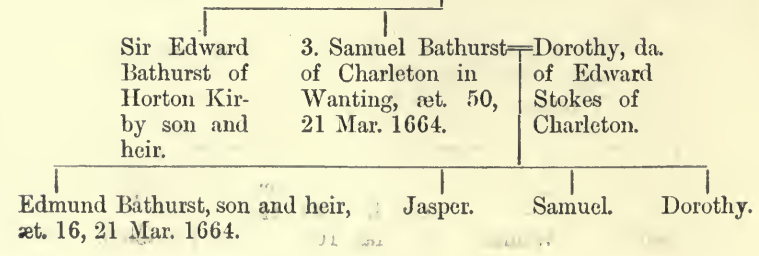 Sir Edward
Bathurst of
Horton Kir-
by son and
heir.
3. Samuel Bathurst
of Charleton in
Wanting, æt. 50,
21 Mar. 1664.
Dorothy, da.
of Edward
Stokes of
Charleton.
Edmund Bathurst, son and heir,
æt. 16, 21 Mar. 1664.
Jasper.
Samuel.
Dorothy.